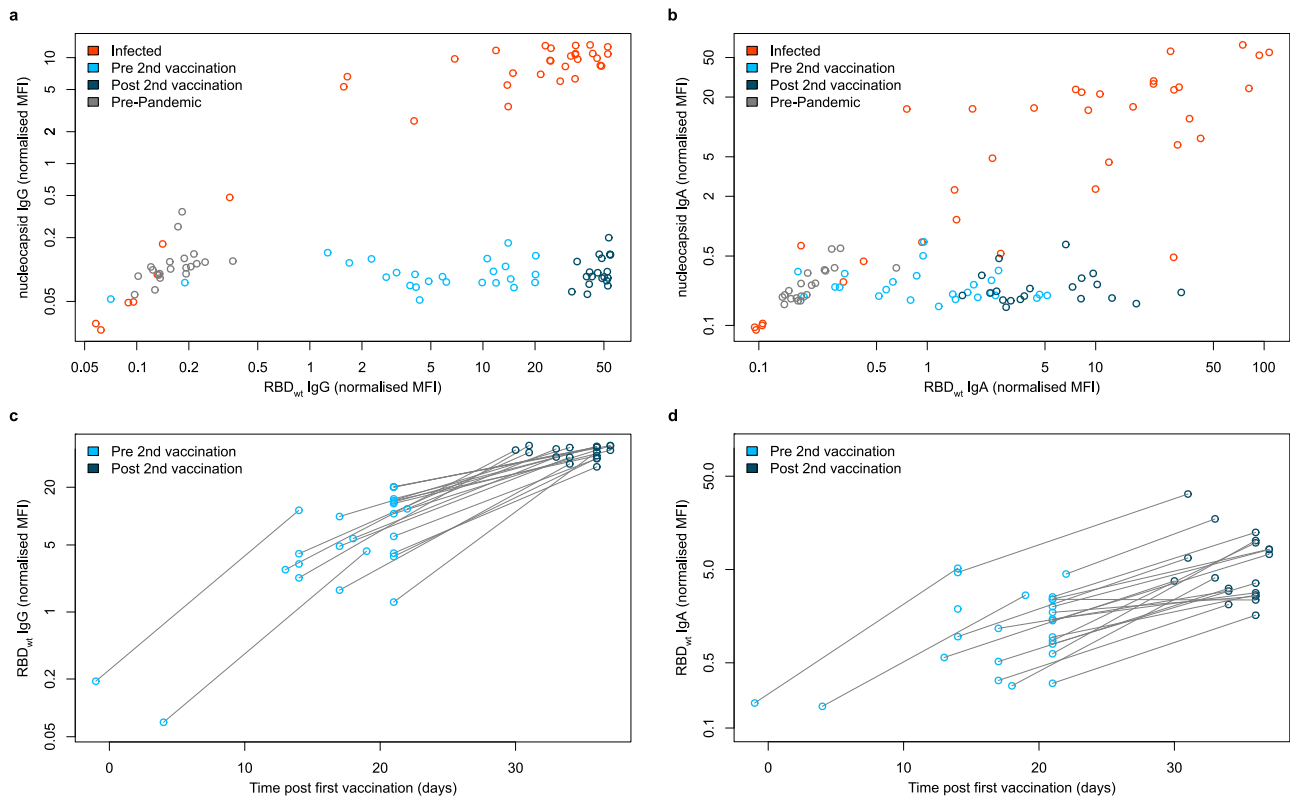 a
Infected
Pre 2nd vaccination
Post 2nd vaccination
Pre-Pandemic
nucleocapsid IgG (normalised MFI)
10
5
2
1
0.5
0.2
0.05
0.05
0.1
0.2
0.5
1
2
5
10
20
50
RBDwt IgG (normalised MFI)
b
Infected
Pre 2nd vaccination
Post 2nd vaccination
Pre-Pandemic
nucleocapsid IgA (normalised MFI)
50
20
5
2
0.5
0.1
0.1
0.5
1
5
10
50
100
RBDwt IgA (normalised MFI)
c
Pre 2nd vaccination
Post 2nd vaccination
RBDwt IgG (normalised MFI)
20
5
1
0.2
0.05
0
10
20
30
Time post first vaccination (days)
d
Pre 2nd vaccination
Post 2nd vaccination
RBDwt IgA (normalised MFI)
50.0
5.0
0.5
0.1
0
10
20
30
Time post first vaccination (days)